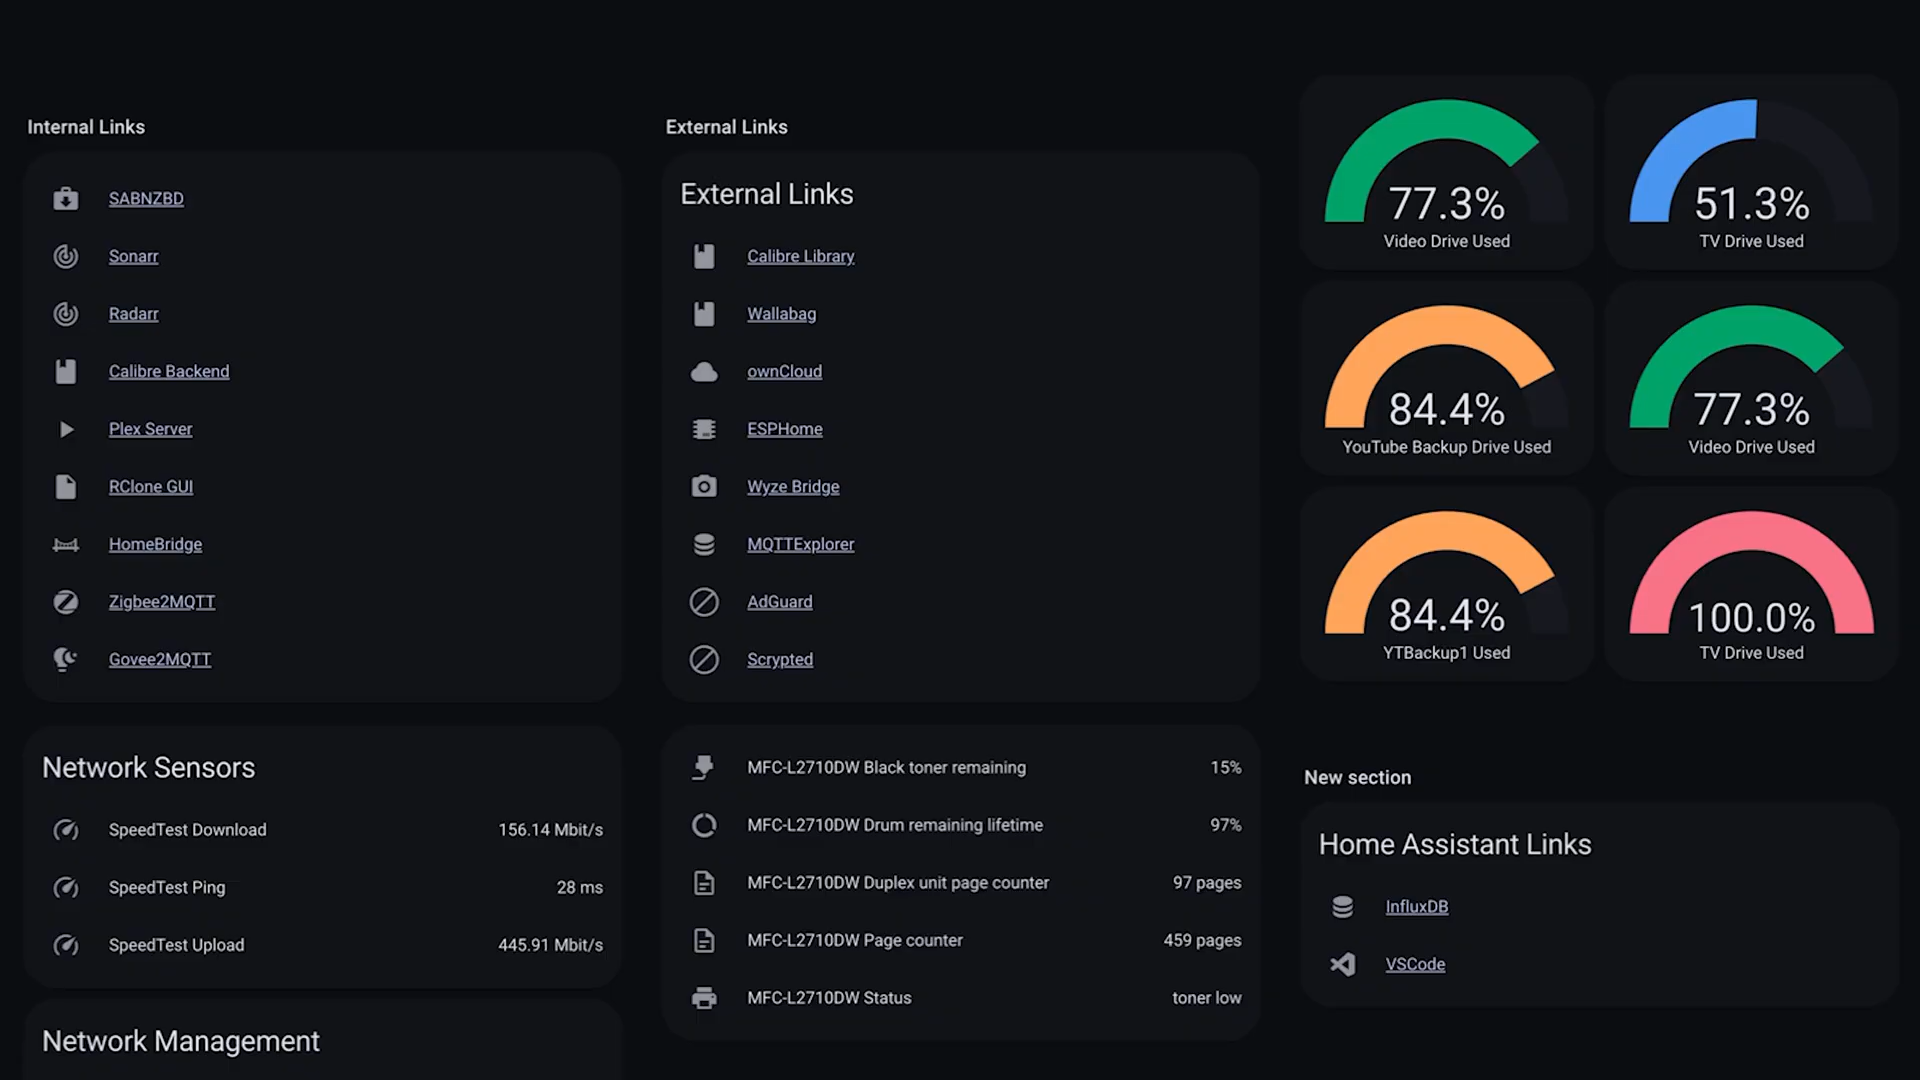 Internal Links
SABNZBD
Sonarr
Radarr
Calibre Backend
Plex Server
RClone GUI
HomeBridge
Zigbee2MQTT
Govee2MQTT
Network Sensors
SpeedTest Download 156.14 Mbit/s
SpeedTest Ping 28 ms
SpeedTest Upload 445.91 Mbit/s
Network Management
External Links
External Links
Calibre Library
Wallabag
ownCloud
ESPHome
Wyze Bridge
MQTTExplorer
AdGuard
Scrypted
MFC-L2710DW Black toner remaining 15%
MFC-L2710DW Drum remaining lifetime 97%
MFC-L2710DW Duplex unit page counter 97 pages
MFC-L2710DW Page counter 459 pages
MFC-L2710DW Status toner low
77.3%
Video Drive Used
51.3%
TV Drive Used
84.4%
YouTube Backup Drive Used
77.3%
Video Drive Used
84.4%
YTBackup1 Used
100.0%
TV Drive Used
New section
Home Assistant Links
InfluxDB
VSCode